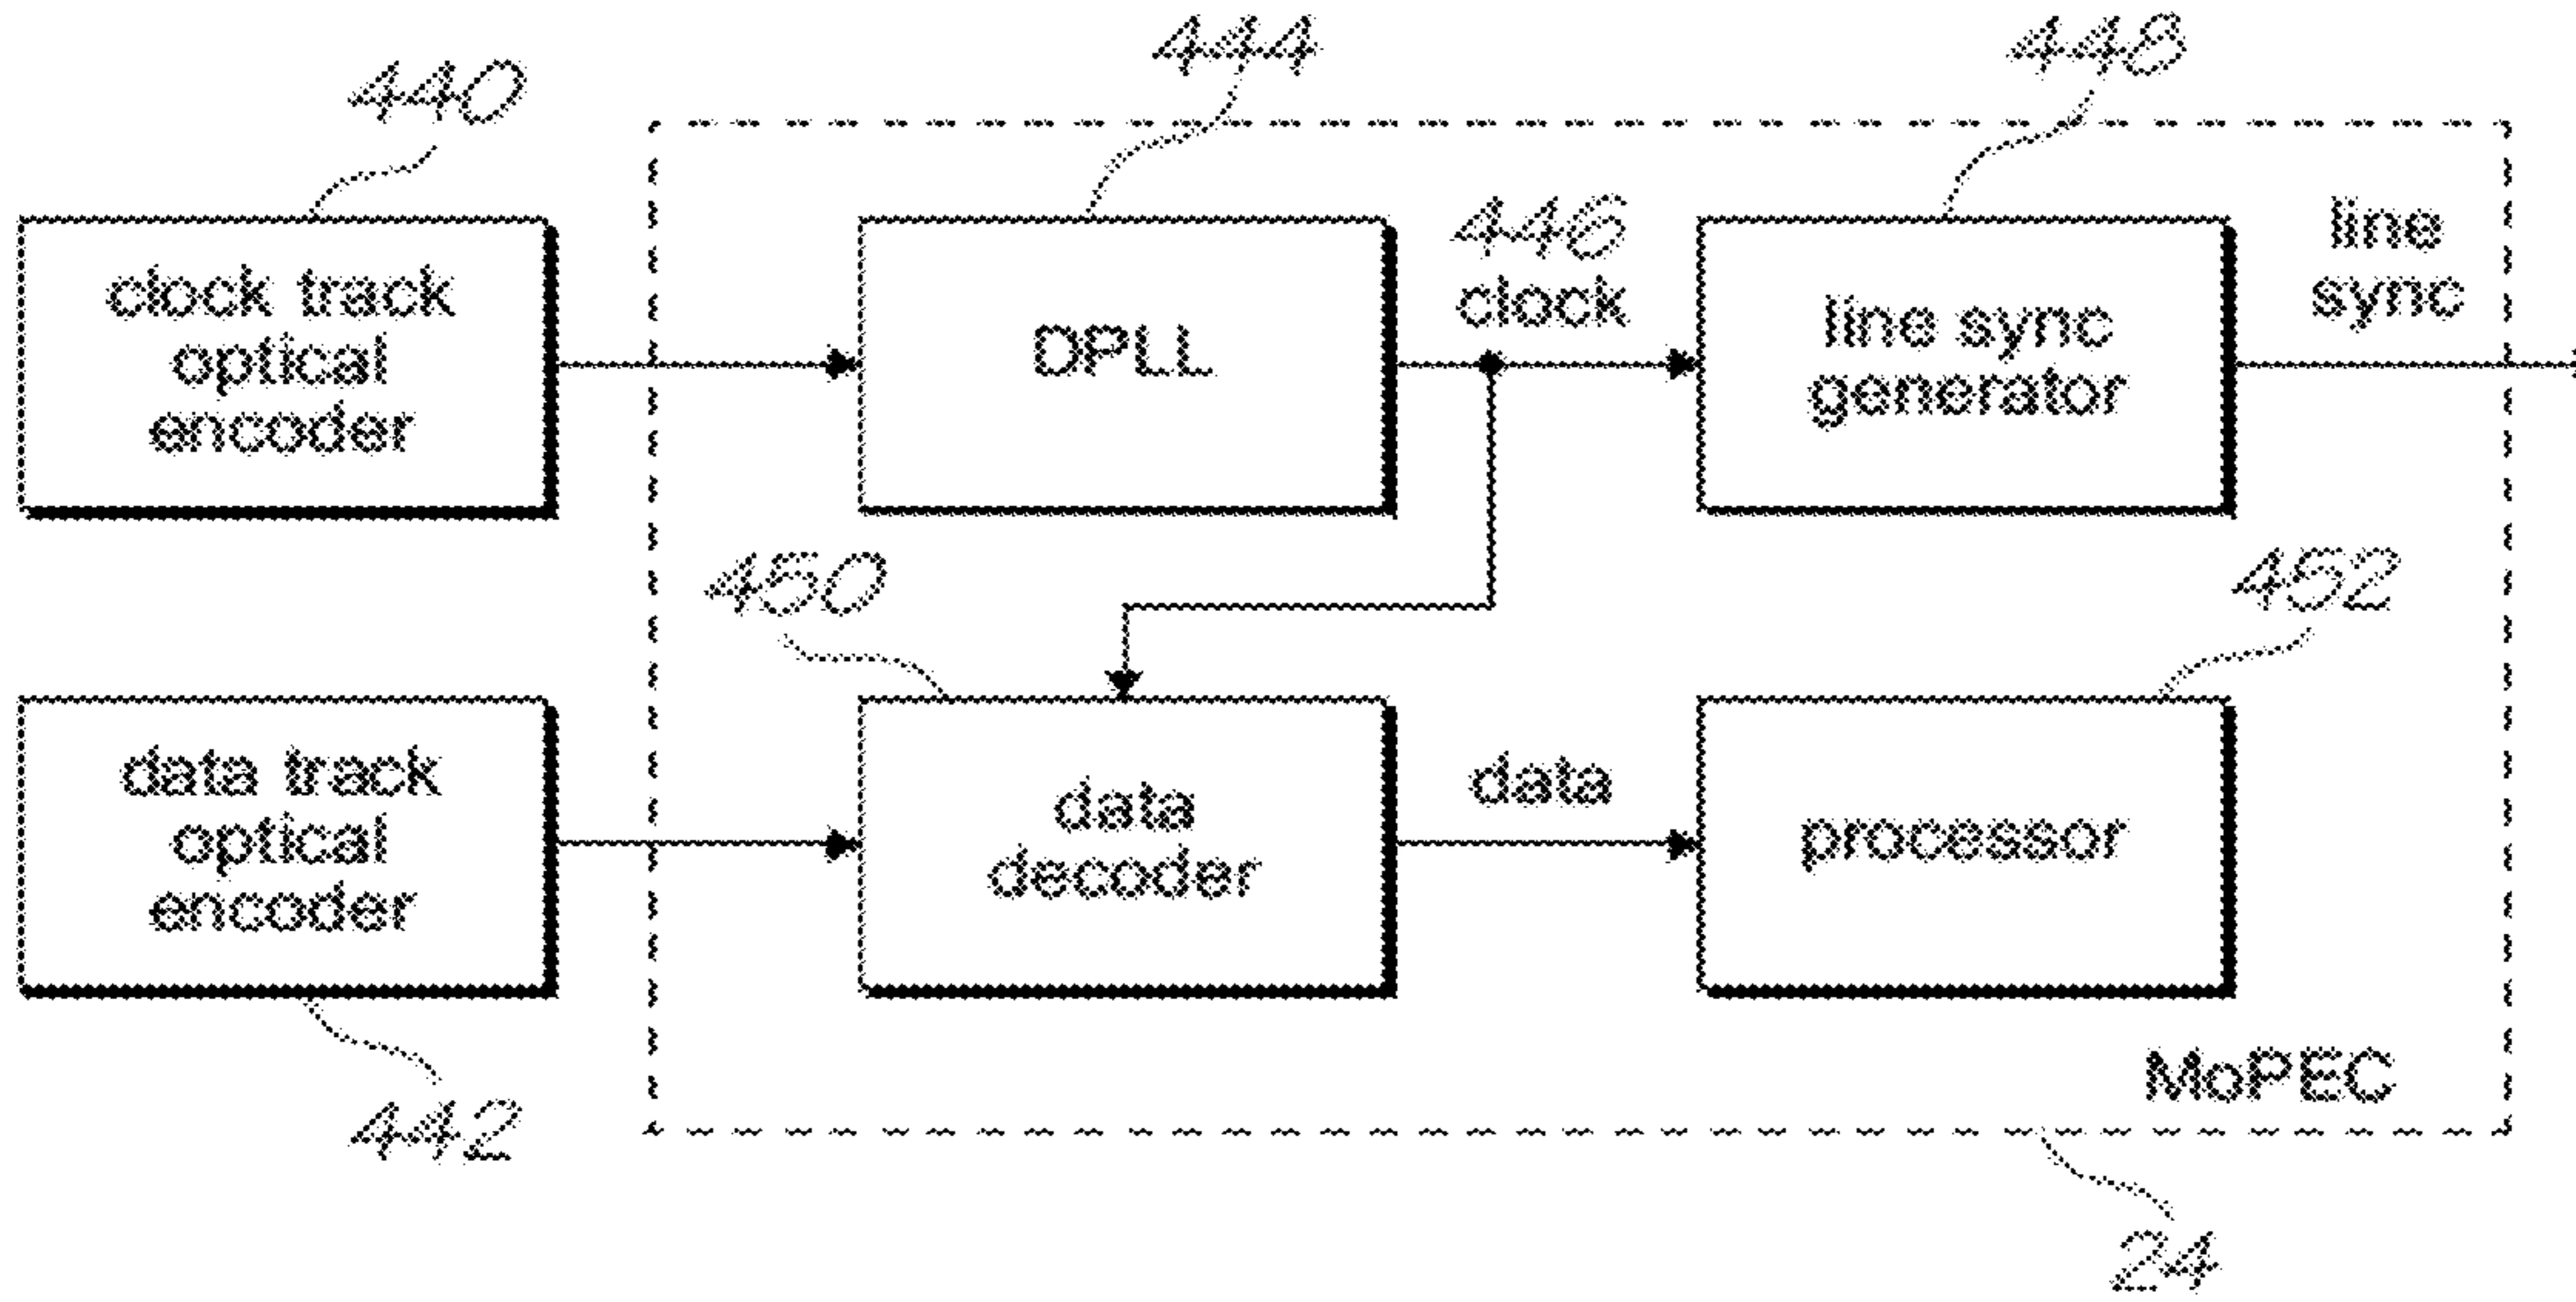 444
448
440
446
clock
line
sync
clock track
optical
encoder
DPLL
line sync
generator
450
452
data track
optical
encoder
data
decoder
data
processor
MoPEC
442
24